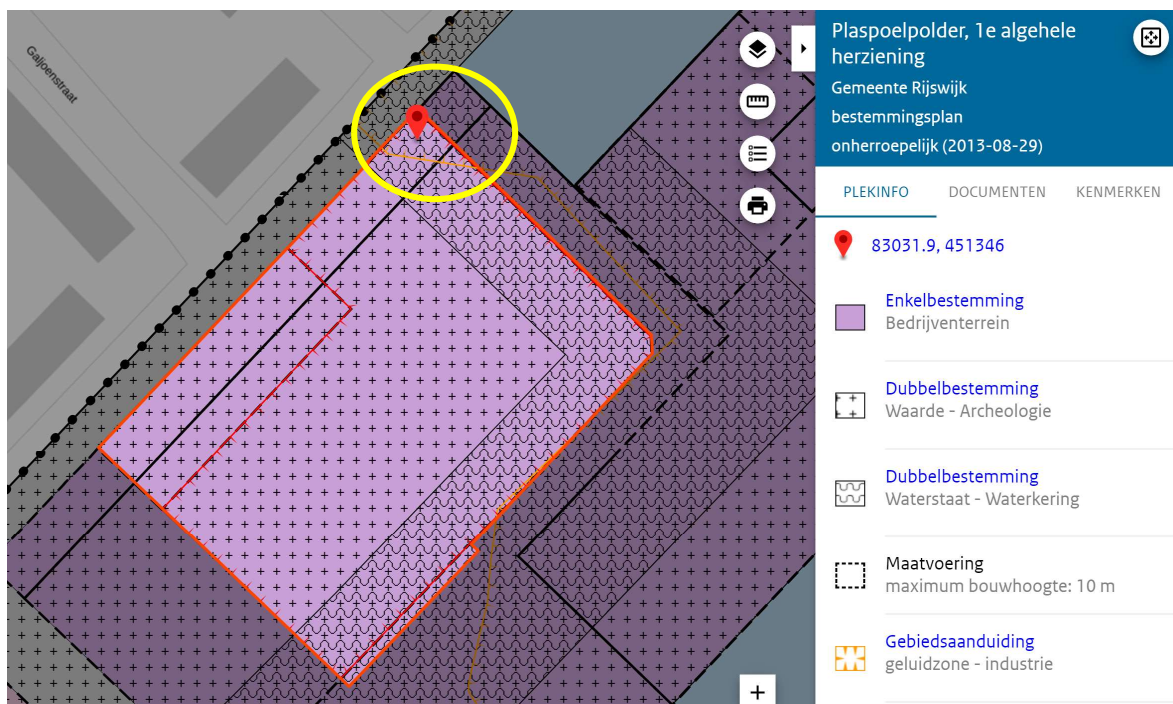 Galjoenstraat
Plaspoelpolder, 1e algehele
herziening
Gemeente Rijswijk
bestemmingsplan
onherroepelijk (2013-08-29)
PLEKINFO DOCUMENTEN KENMERKEN
83031.9, 451346
Enkelbestemming
Bedrijventerrein
Dubbelbestemming
Waarde - Archeologie
Dubbelbestemming
Waterstaat - Waterkering
Maatvoering
maximum bouwhoogte: 10 m
Gebiedsaanduiding
geluidzone - industrie